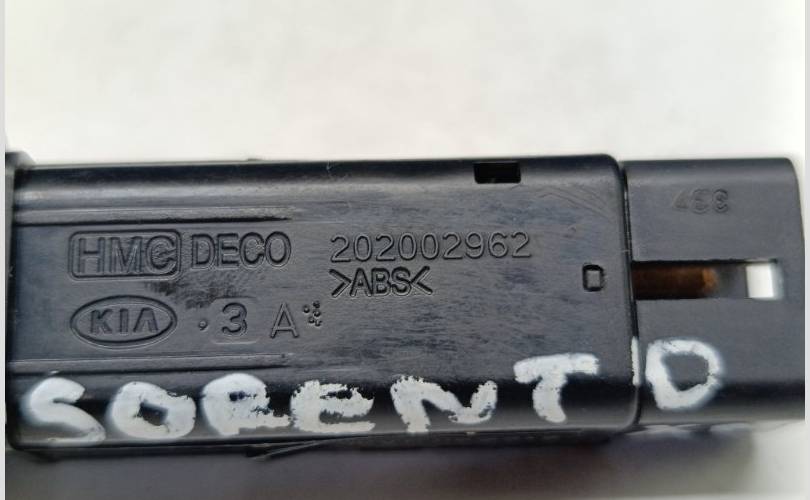 HMC DECO 202002962
>ABS<
KIA .3 A
SORENTO